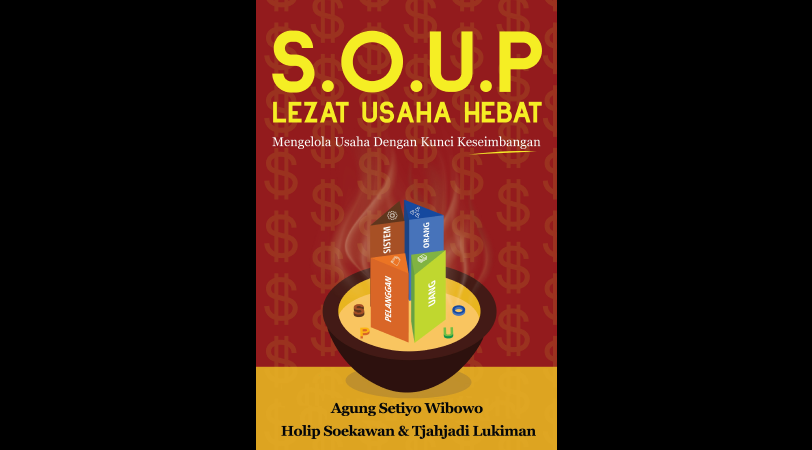 S.O.U.P
LEZAT USAHA HEBAT
Mengelola Usaha Dengan Kunci Keseimbangan
SISTEM
ORANG
PELANGGAN
UANG
S
O
P
U
Agung Setiyo Wibowo
Holip Soekawan & Tjahjadi Lukiman